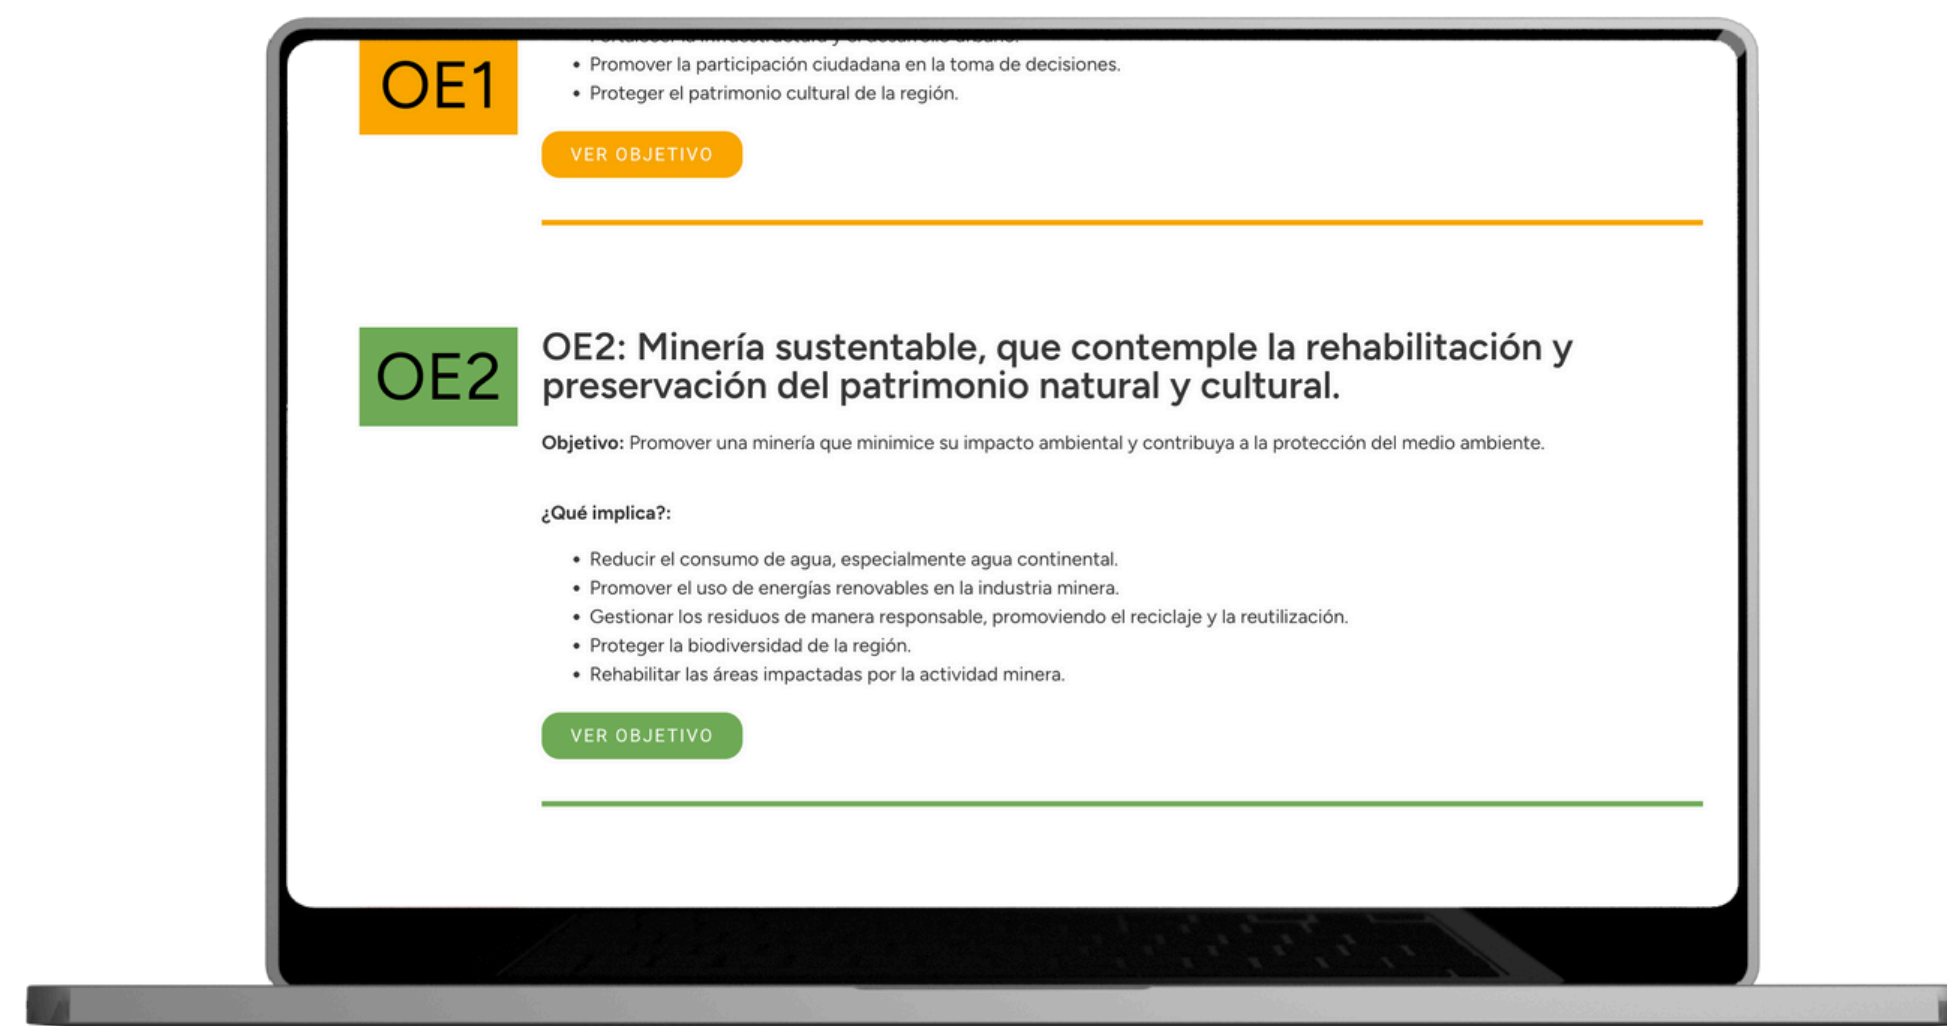 OE1
Promover la participación ciudadana en la toma de decisiones.
Proteger el patrimonio cultural de la región.
VER OBJETIVO
OE2
OE2: Minería sustentable, que contemple la rehabilitación y
preservación del patrimonio natural y cultural.
Objetivo: Promover una minería que minimice su impacto ambiental y contribuya a la protección del medio ambiente.
¿Qué implica?:
Reducir el consumo de agua, especialmente agua continental.
Promover el uso de energías renovables en la industria minera.
Gestionar los residuos de manera responsable, promoviendo el reciclaje y la reutilización.
Proteger la biodiversidad de la región.
Rehabilitar las áreas impactadas por la actividad minera.
VER OBJETIVO